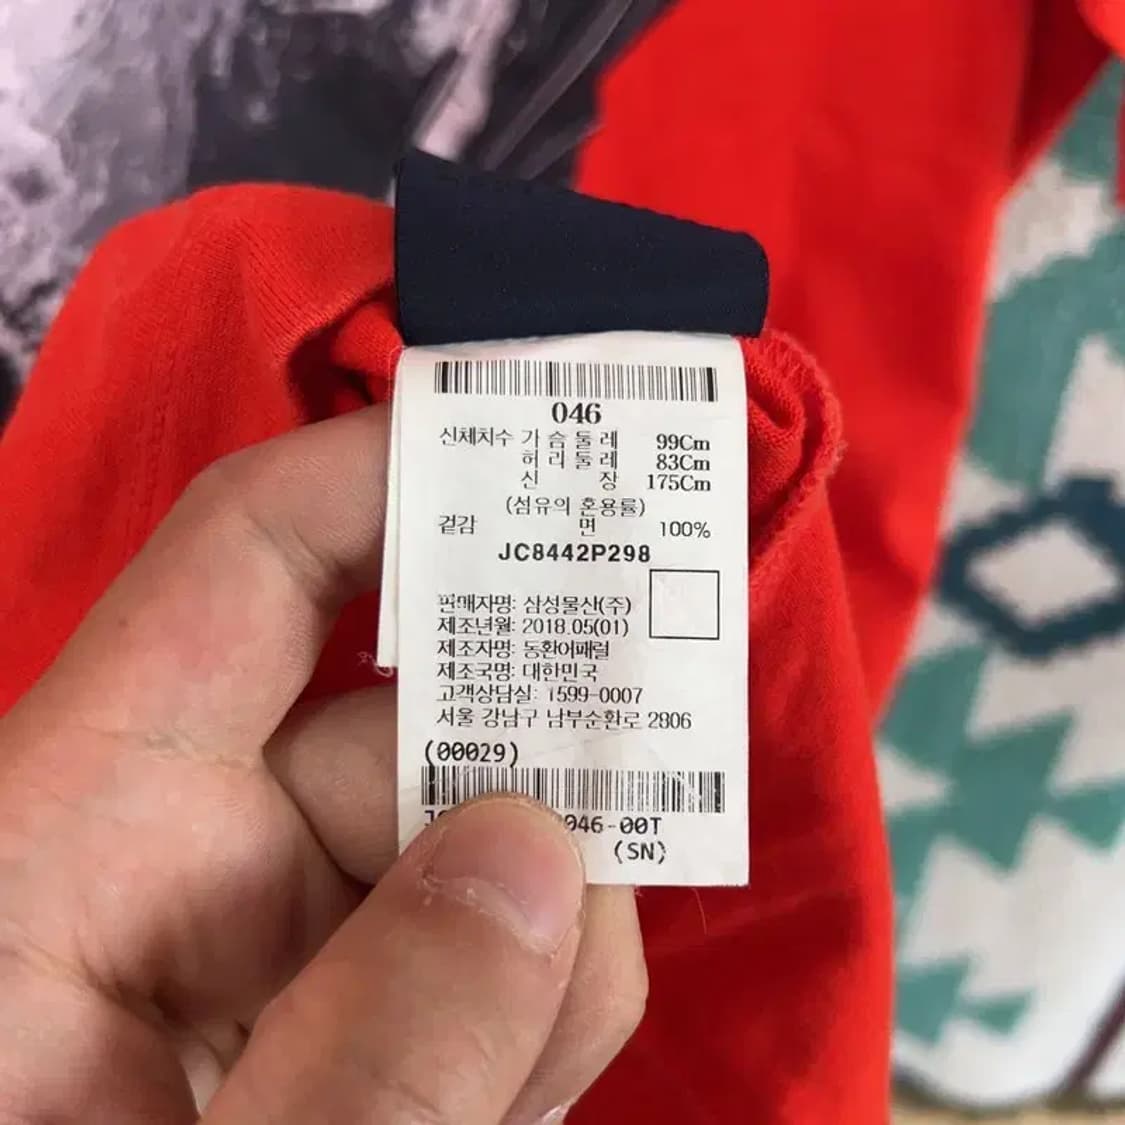 046
신체치수 가슴둘레 99Cm
허리둘레 83Cm
신 장 175Cm
(섬유의 혼용률)
겉감 면 100%
JC8442P298
판매자명: 삼성물산(주)
제조년월: 2018.05(01)
제조자명: 동환어패럴
제조국명: 대한민국
고객상담실: 1599-0007
서울 강남구 남부순환로 2806
(00029)
046-00T
(SN)